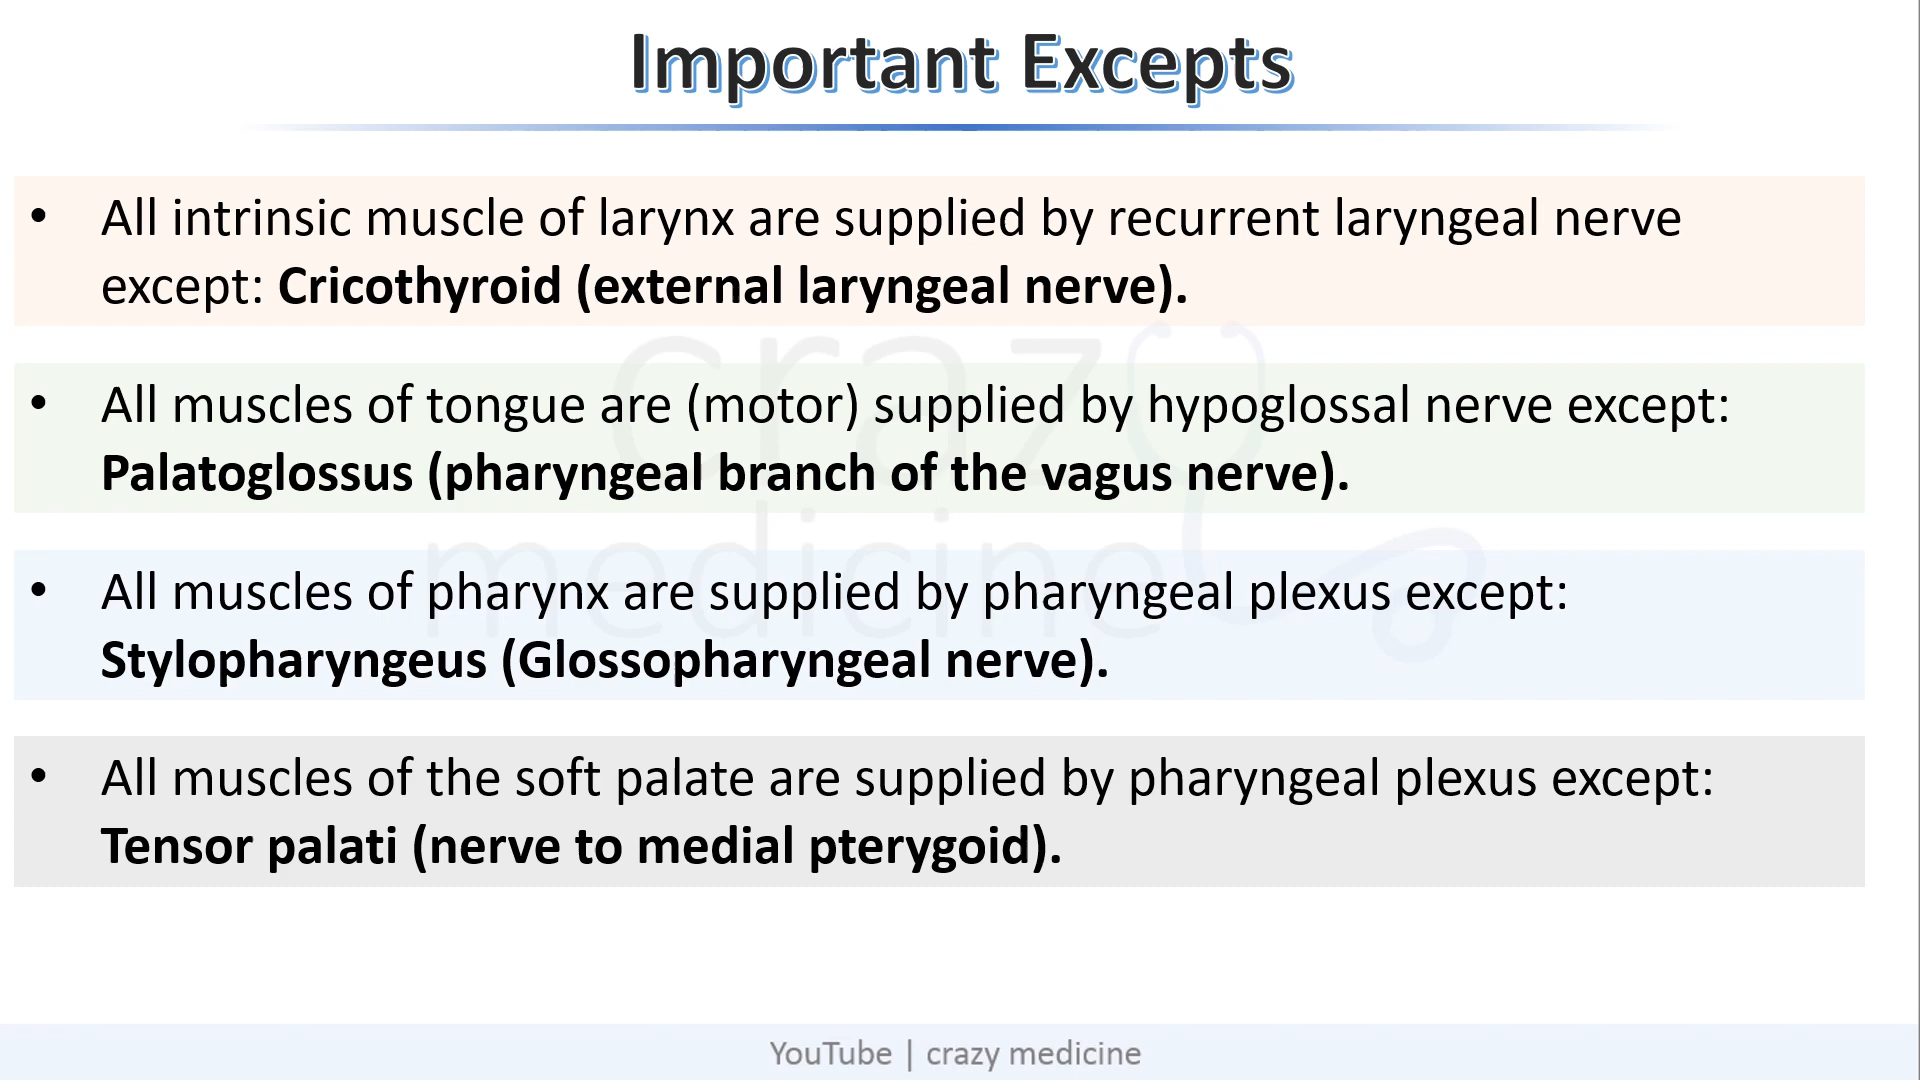 Important Excepts
• All intrinsic muscle of larynx are supplied by recurrent laryngeal nerve
except: Cricothyroid (external laryngeal nerve).
• All muscles of tongue are (motor) supplied by hypoglossal nerve except:
Palatoglossus (pharyngeal branch of the vagus nerve).
• All muscles of pharynx are supplied by pharyngeal plexus except:
Stylopharyngeus (Glossopharyngeal nerve).
• All muscles of the soft palate are supplied by pharyngeal plexus except:
Tensor palati (nerve to medial pterygoid).
crazy
medicine
YouTube | crazy medicine